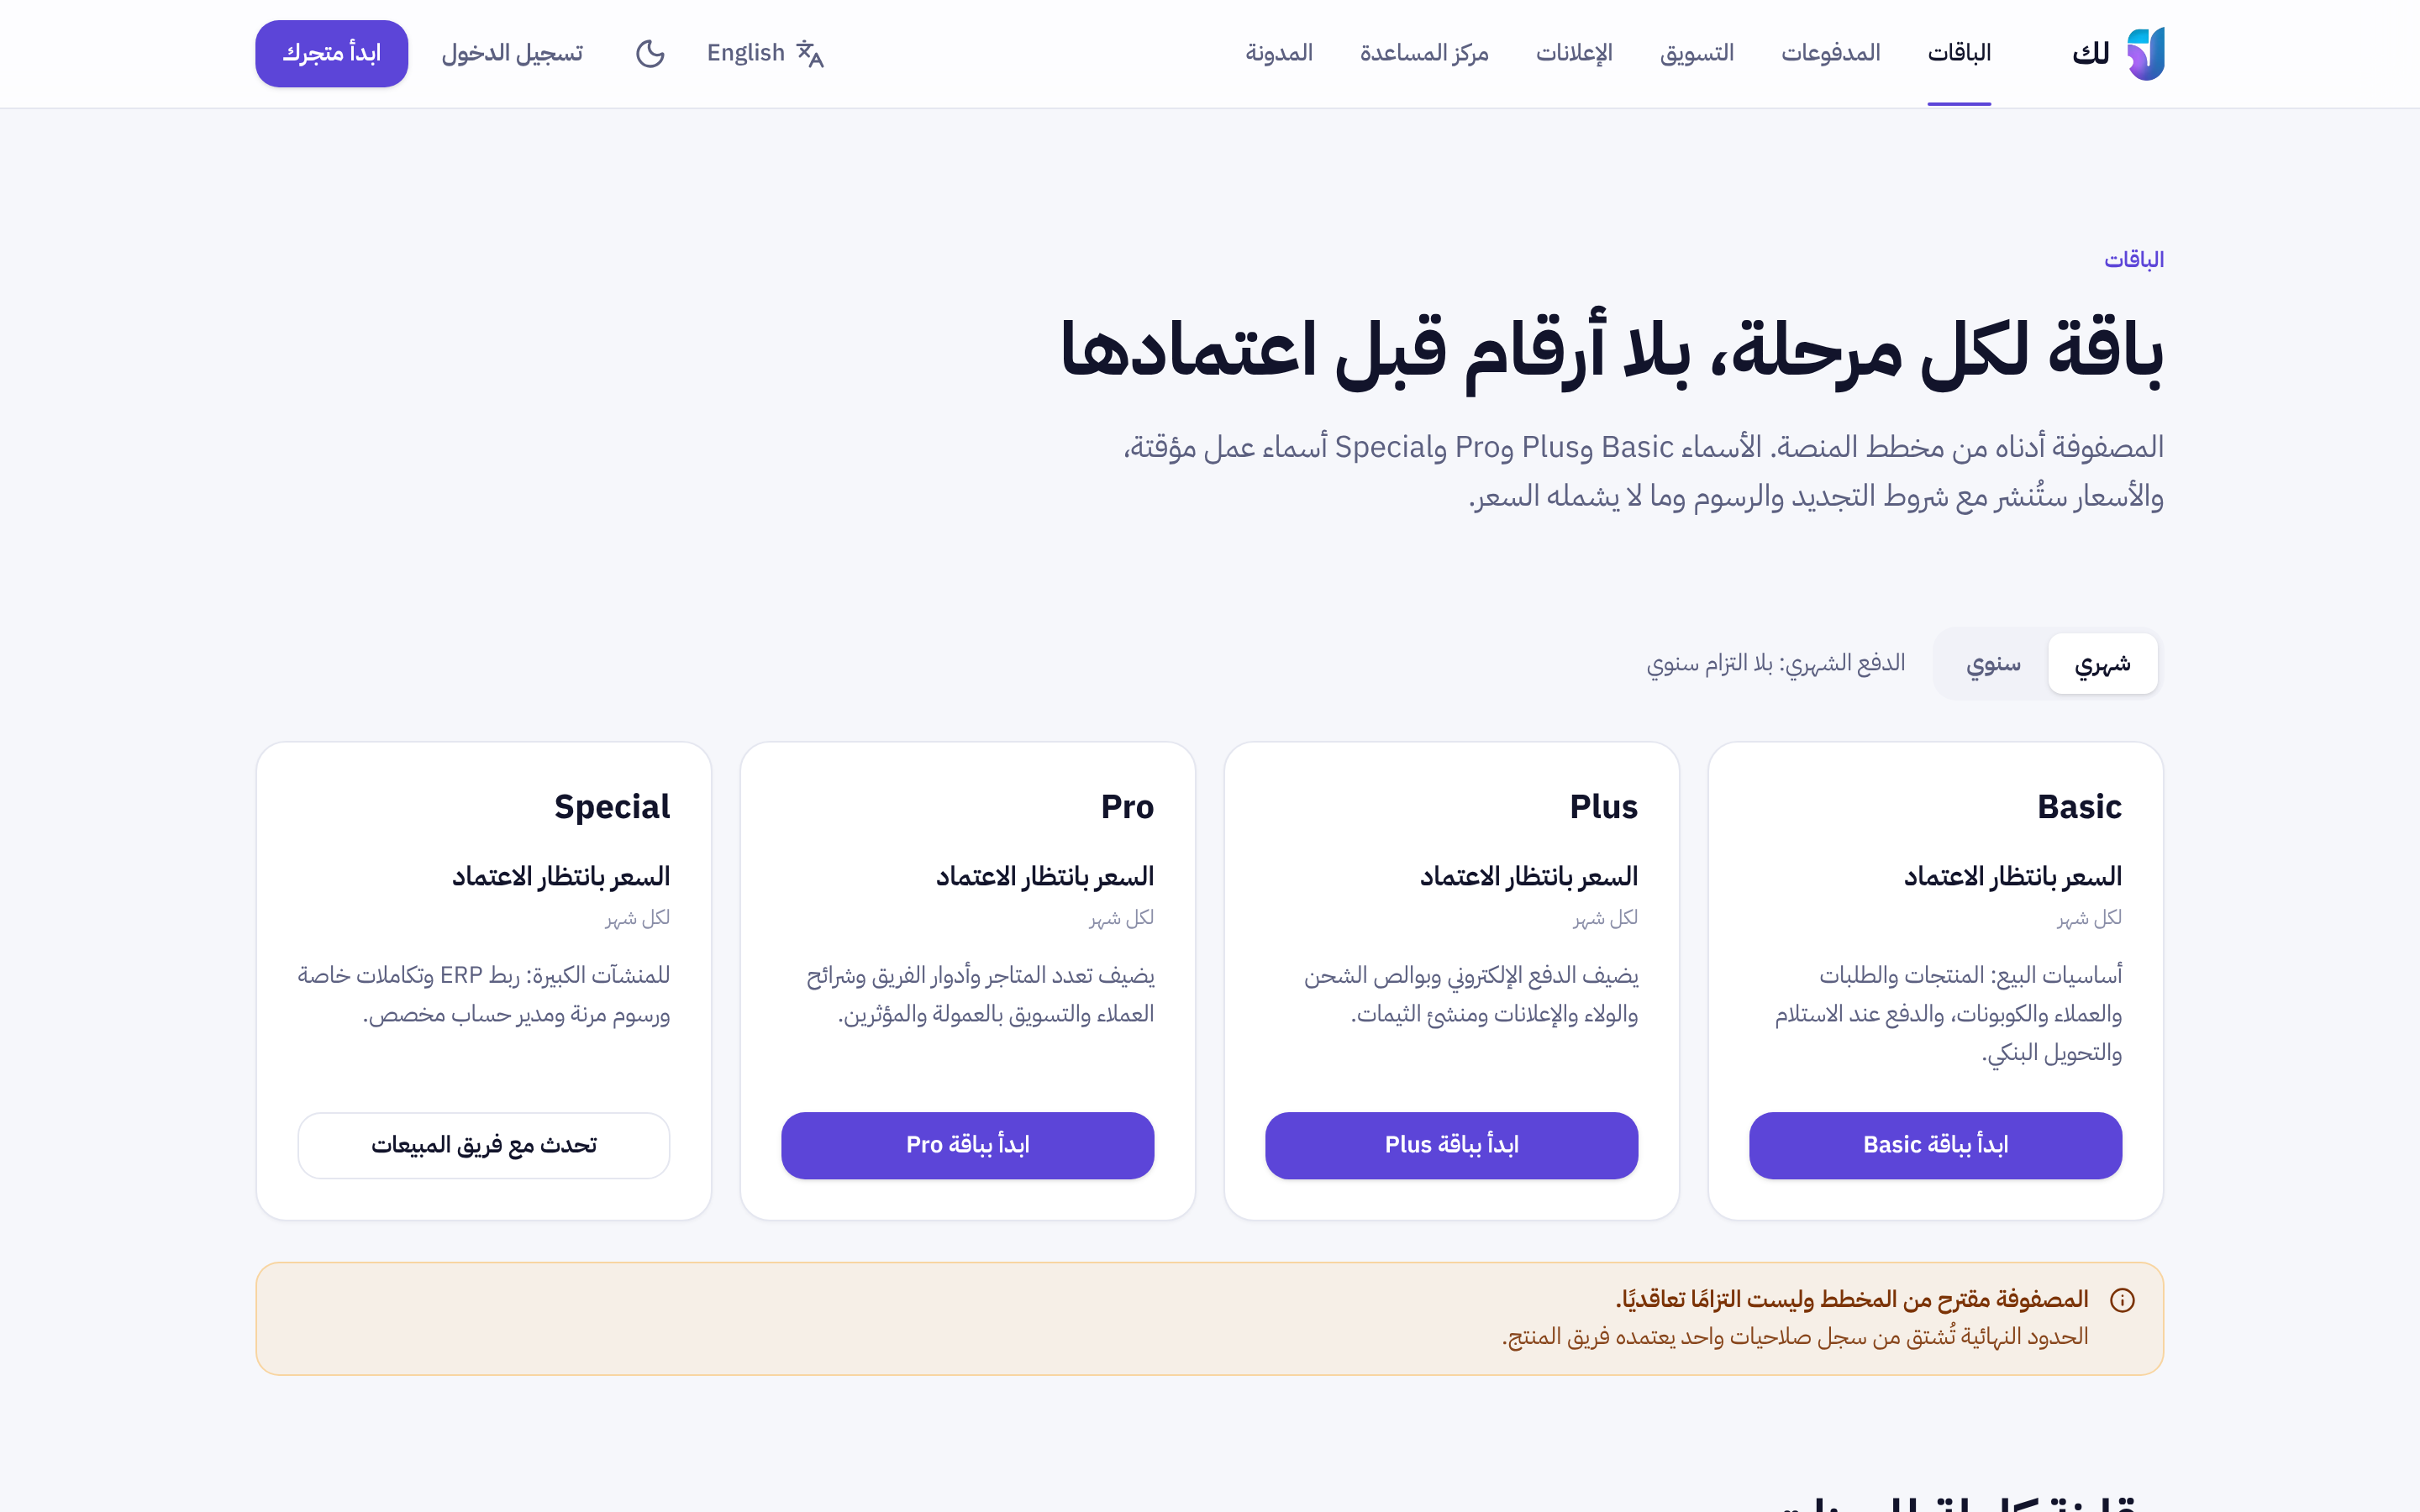 لك
الباقات
المدفوعات
التسويق
الإعلانات
مركز المساعدة
المدونة
English
تسجيل الدخول
ابدأ متجرك
الباقات
باقة لكل مرحلة، بلا أرقام قبل اعتمادها
المصفوفة أدناه من مخطط المنصة. الأسماء Basic وPlus وPro وSpecial أسماء عمل مؤقتة،
والأسعار ستُنشر مع شروط التجديد والرسوم وما لا يشمله السعر.
شهري
سنوي
الدفع الشهري: بلا التزام سنوي
Basic
السعر بانتظار الاعتماد
لكل شهر
أساسيات البيع: المنتجات والطلبات
والعملاء والكوبونات، والدفع عند الاستلام
والتحويل البنكي.
ابدأ بباقة Basic
Plus
السعر بانتظار الاعتماد
لكل شهر
يضيف الدفع الإلكتروني وبوالص الشحن
والولاء والإعلانات ومنشئ الثيمات.
ابدأ بباقة Plus
Pro
السعر بانتظار الاعتماد
لكل شهر
يضيف تعدد المتاجر وأدوار الفريق وشرائح
العملاء والتسويق بالعمولة والمؤثرين.
ابدأ بباقة Pro
Special
السعر بانتظار الاعتماد
لكل شهر
للمنشآت الكبيرة: ربط ERP وتكاملات خاصة
ورسوم مرنة ومدير حساب مخصص.
تحدث مع فريق المبيعات
المصفوفة مقترح من المخطط وليست التزامًا تعاقديًا.
الحدود النهائية تُشتق من سجل صلاحيات واحد يعتمده فريق المنتج.